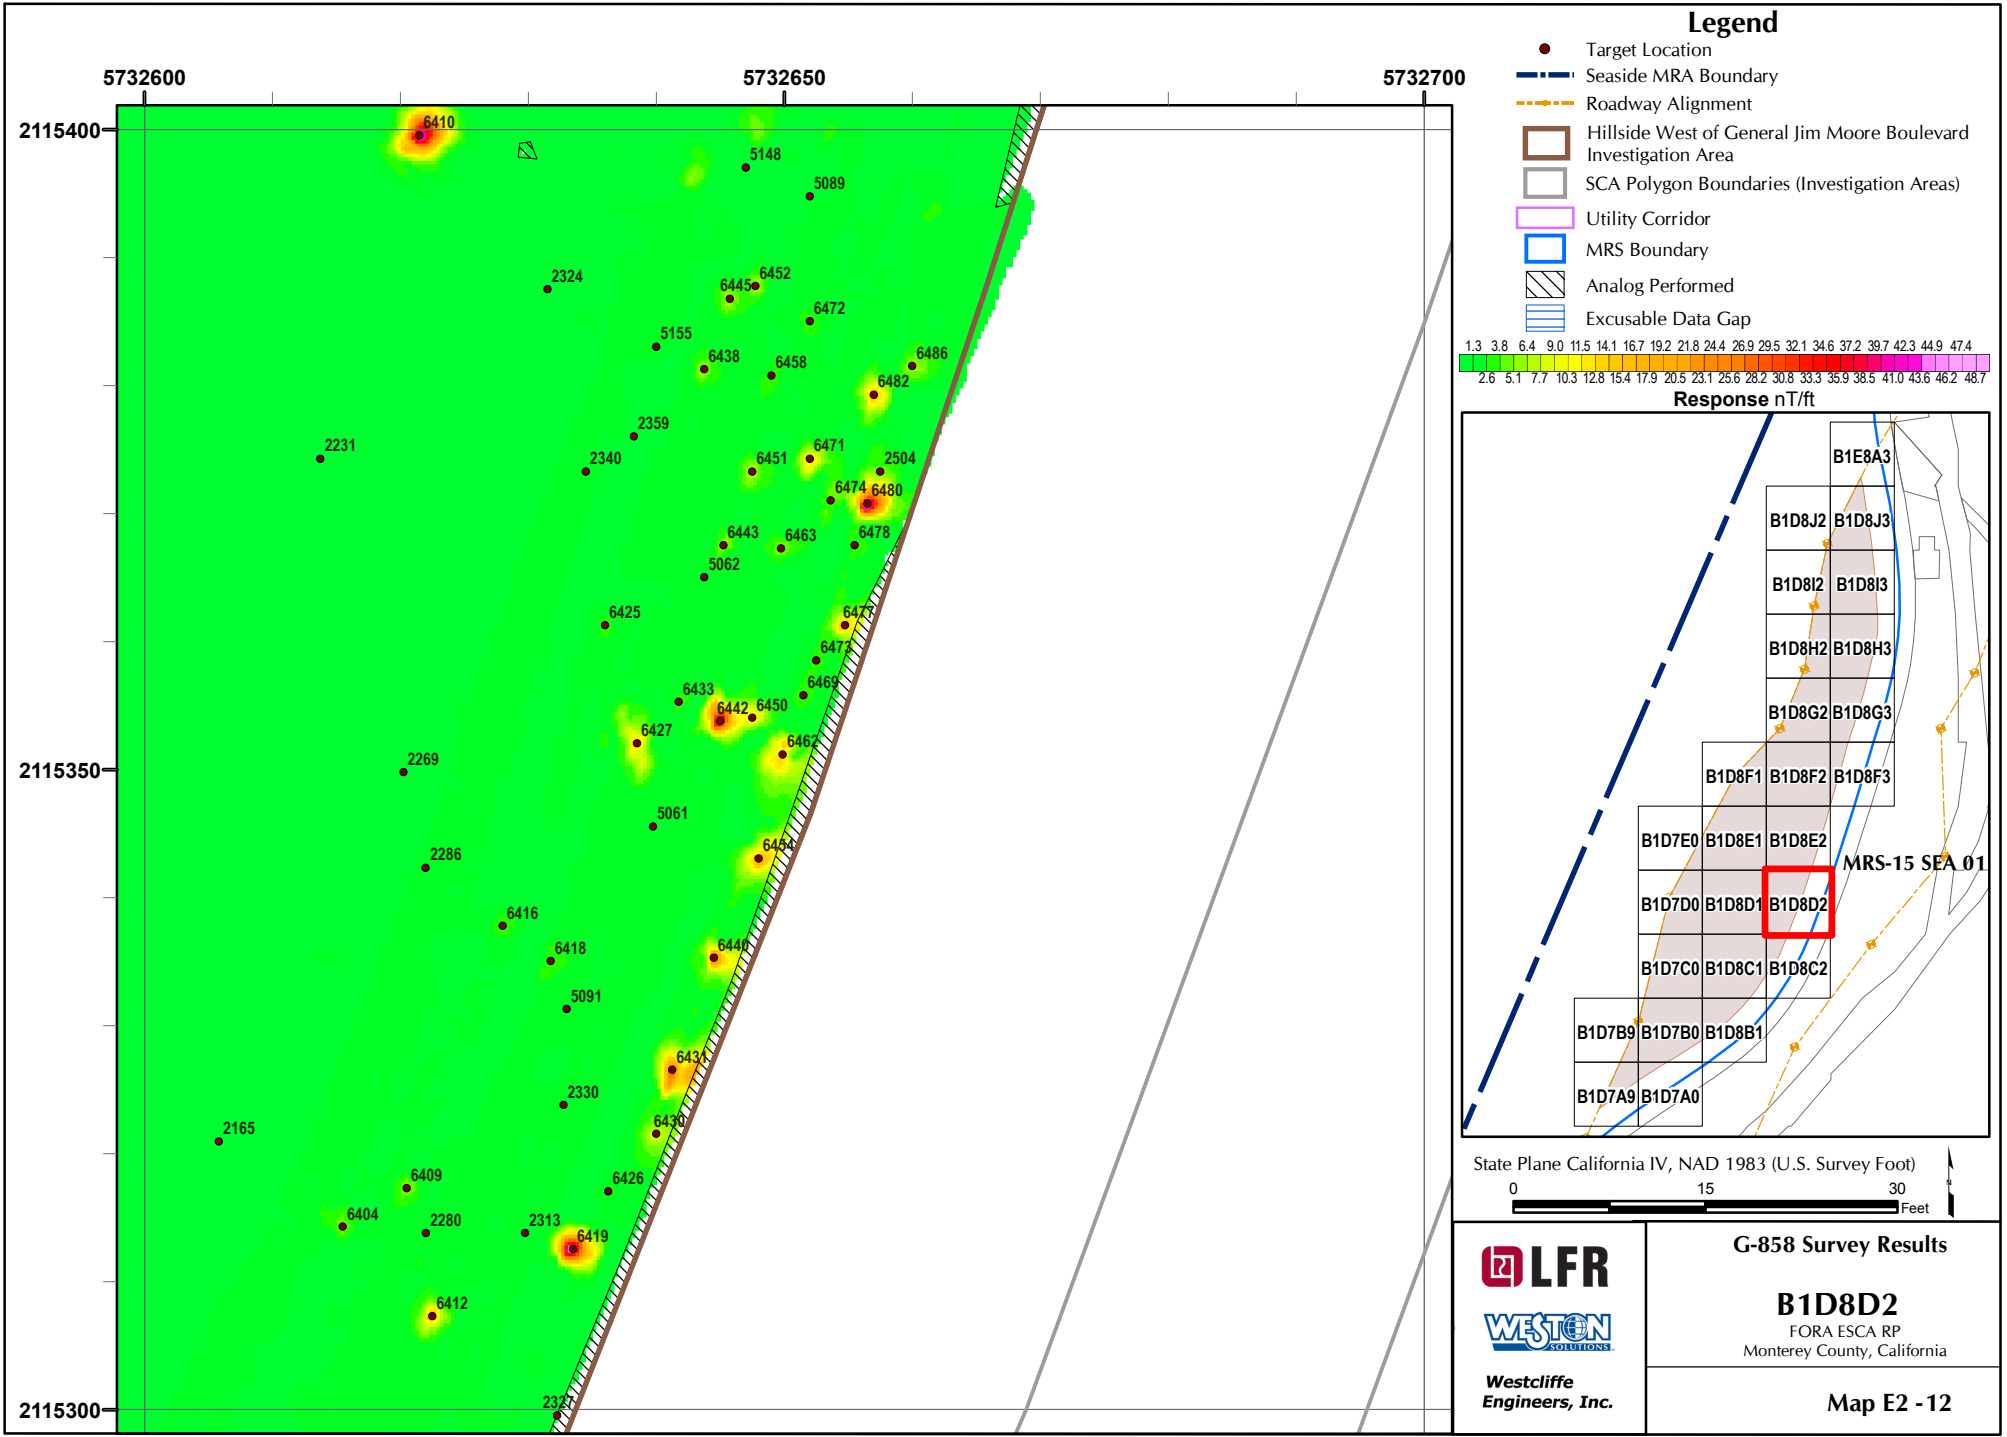 5732600
5732650
5732700
2115400
2115350
2115300
6410
5148
5089
2324
6445
6452
6472
5155
6438
6458
6486
6482
2359
2231
2340
6451
6471
2504
6474
6480
6443
6463
6478
5062
6425
6477
6473
6469
6433
6442
6450
6427
6462
2269
5061
2286
6454
6416
6418
6440
5091
6431
2330
6430
2165
6409
6426
6404
2280
2313
6419
6412
2327
Legend
Target Location
Seaside MRA Boundary
Roadway Alignment
Hillside West of General Jim Moore Boulevard
Investigation Area
SCA Polygon Boundaries (Investigation Areas)
Utility Corridor
MRS Boundary
Analog Performed
Excusable Data Gap
1.3 3.8 6.4 9.0 11.5 14.1 16.7 19.2 21.8 24.4 26.9 29.5 32.1 34.6 37.2 39.7 42.3 44.9 47.4
2.6 5.1 7.7 10.3 12.8 15.4 17.9 20.5 23.1 25.6 28.2 30.8 33.3 35.9 38.5 41.0 43.6 46.2 48.7
Response nT/ft
B1E8A3
B1D8J2 B1D8J3
B1D8I2 B1D8I3
B1D8H2 B1D8H3
B1D8G2 B1D8G3
B1D8F1 B1D8F2 B1D8F3
B1D7E0 B1D8E1 B1D8E2
MRS-15 SEA 01
B1D7D0 B1D8D1 B1D8D2
B1D7C0 B1D8C1 B1D8C2
B1D7B9 B1D7B0 B1D8B1
B1D7A9 B1D7A0
State Plane California IV, NAD 1983 (U.S. Survey Foot)
0 15 30
Feet
N
LFR
WESTON
SOLUTIONS
Westcliffe
Engineers, Inc.
G-858 Survey Results
B1D8D2
FORA ESCA RP
Monterey County, California
Map E2 -12